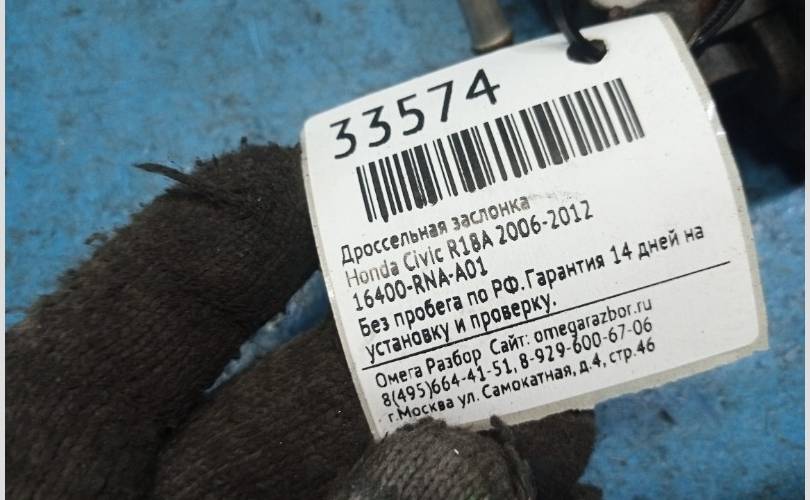 33574
Дроссельная заслонка
Honda Civic R18A 2006-2012
16400-RNA-A01
Без пробега по РФ.Гарантия 14 дней на
установку и проверку.
Омега Разбор Сайт: omegarazbor.ru
8(495)664-41-51, 8-929-600-67-06
г.Москва ул. Самокатная, д.4, стр.46